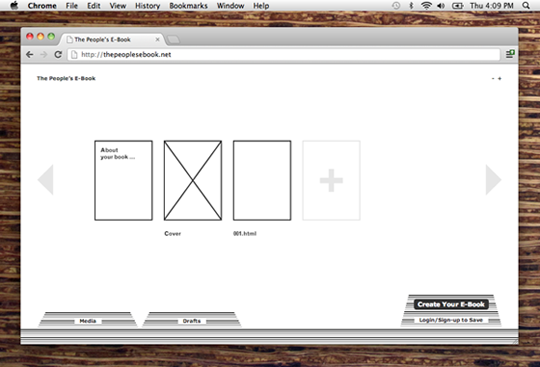 Chrome File Edit View History Bookmarks Window Help Thu 4:09 PM
The People's E-Book
http://thepeoplesebook.net
The People's E-Book - +
About
your book ...
Cover 001.html
Create Your E-Book
Media Drafts Login/Sign-up to Save